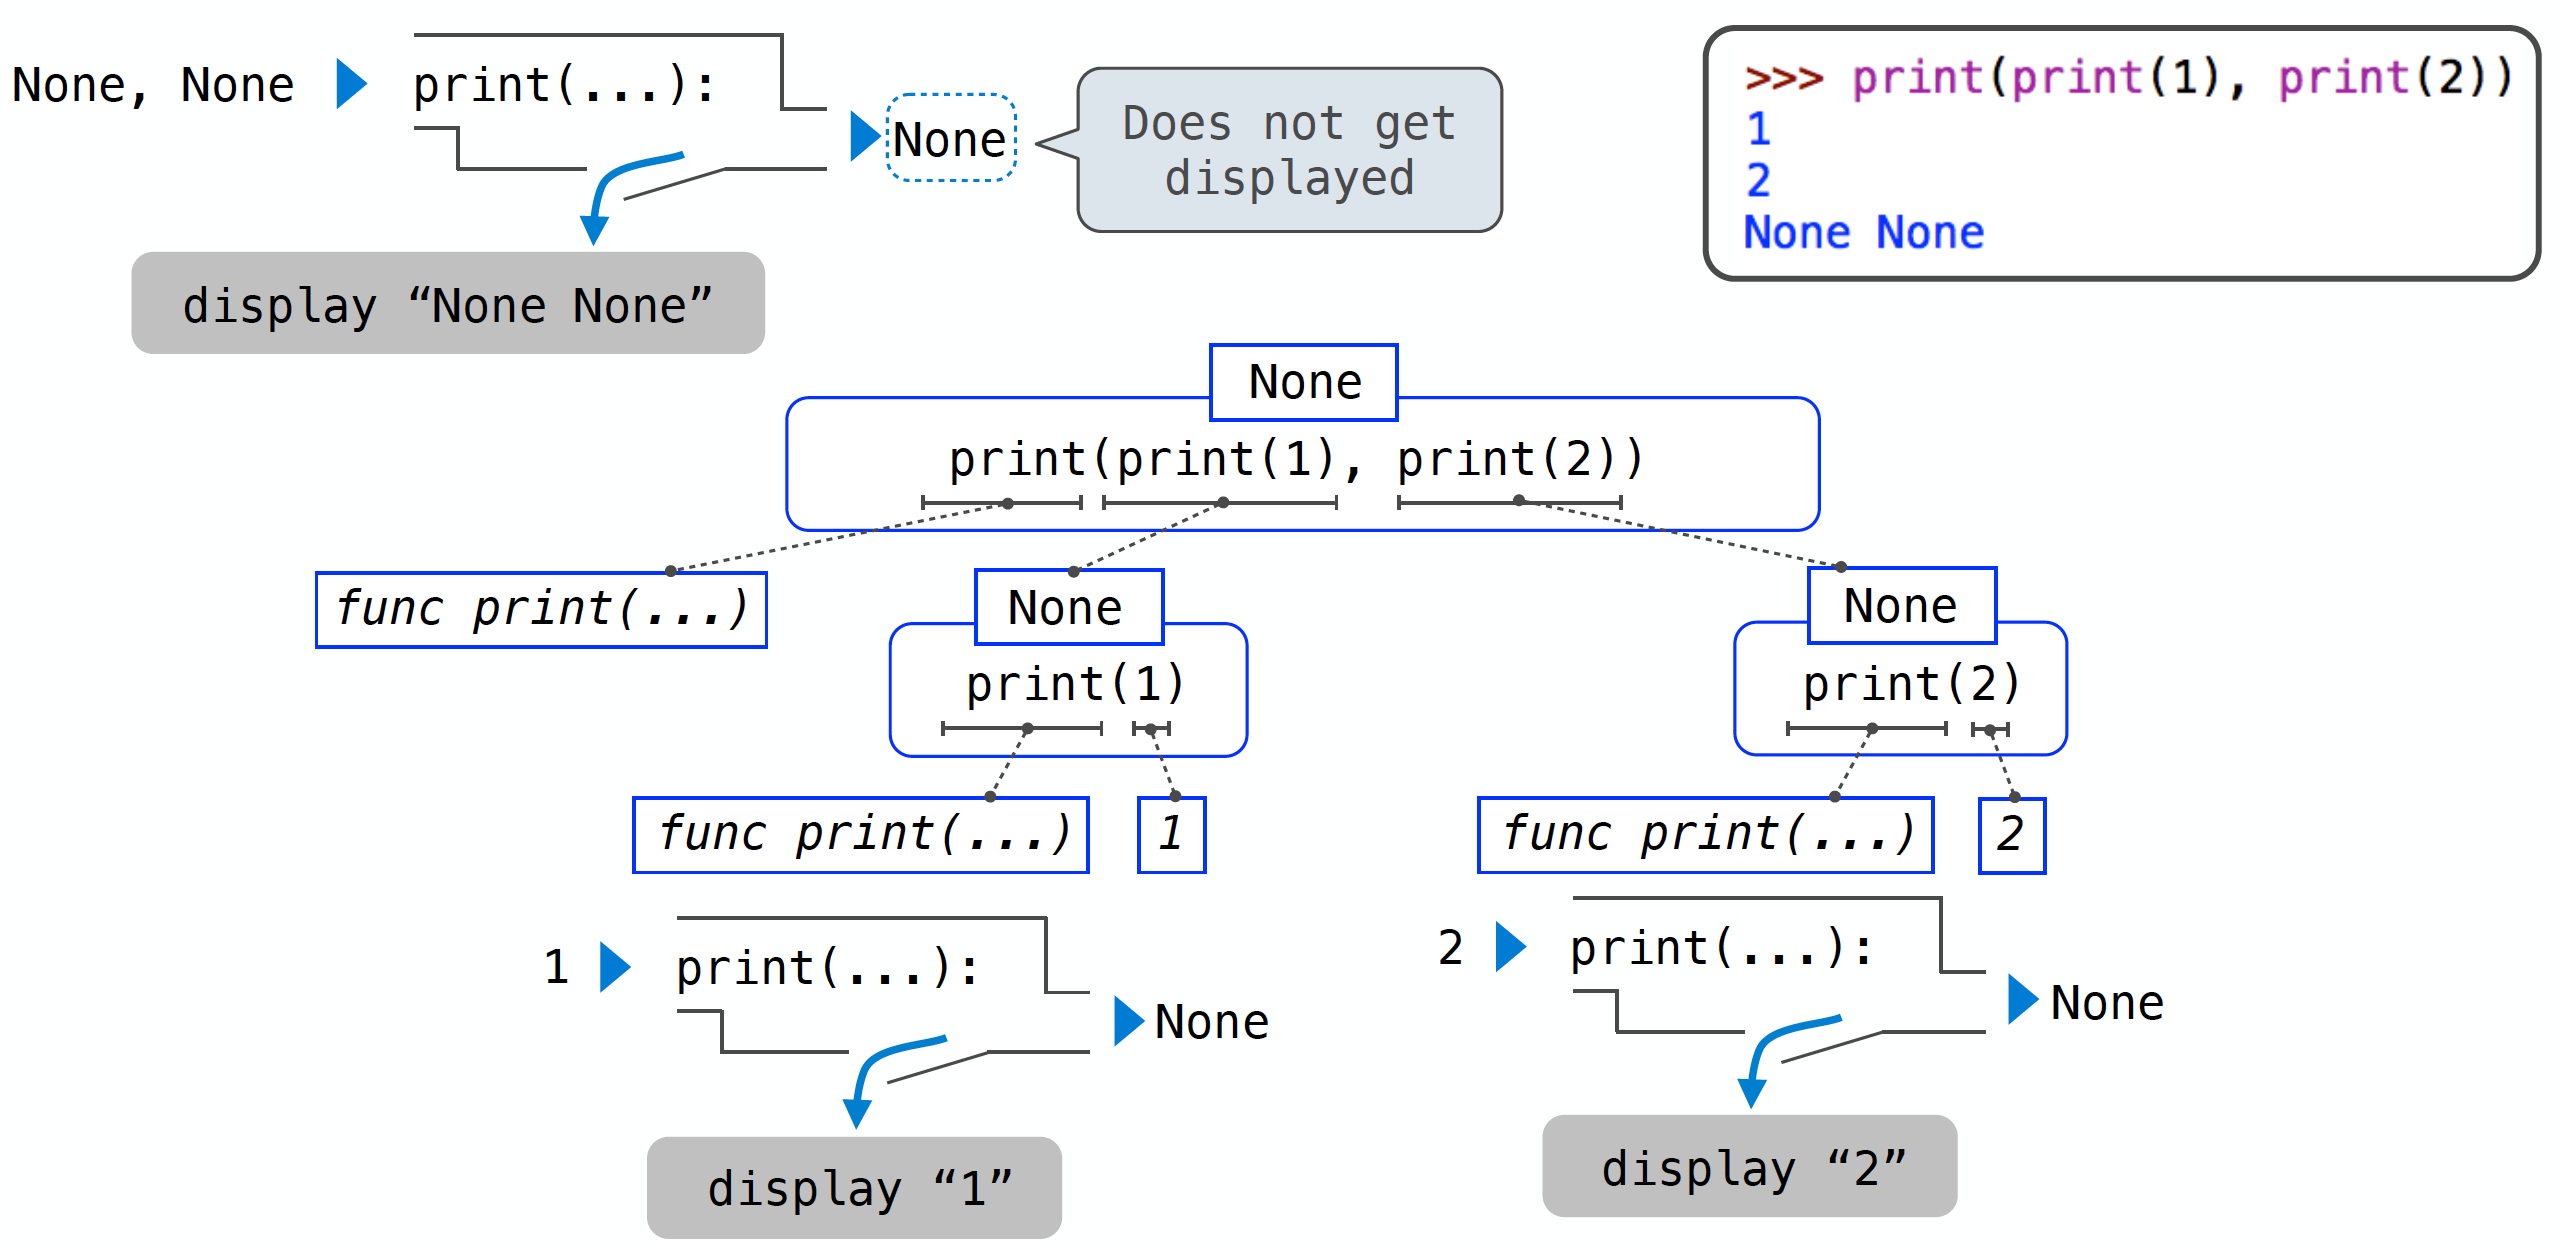 None, None
print(...):
None
Does not get
displayed
display “None None”
>>> print(print(1), print(2))
1
2
None None
None
print(print(1), print(2))
func print(...)
None
print(1)
None
print(2)
func print(...)
1
func print(...)
2
1
print(...):
None
display “1”
2
print(...):
None
display “2”